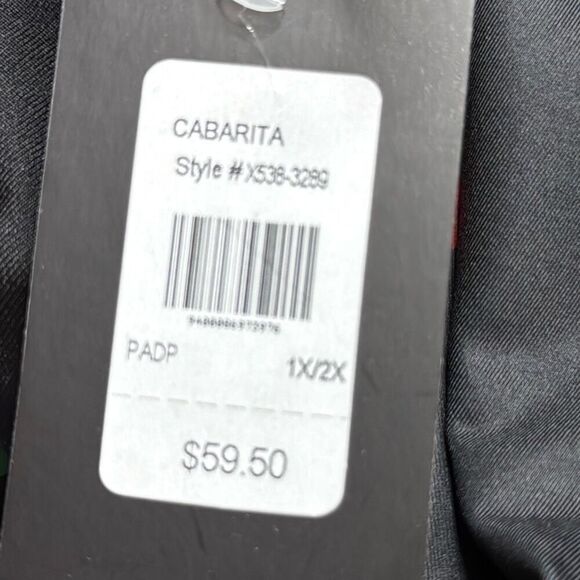 CABARITA
Style # X538-3289
PADP
1X/2X
$59.50